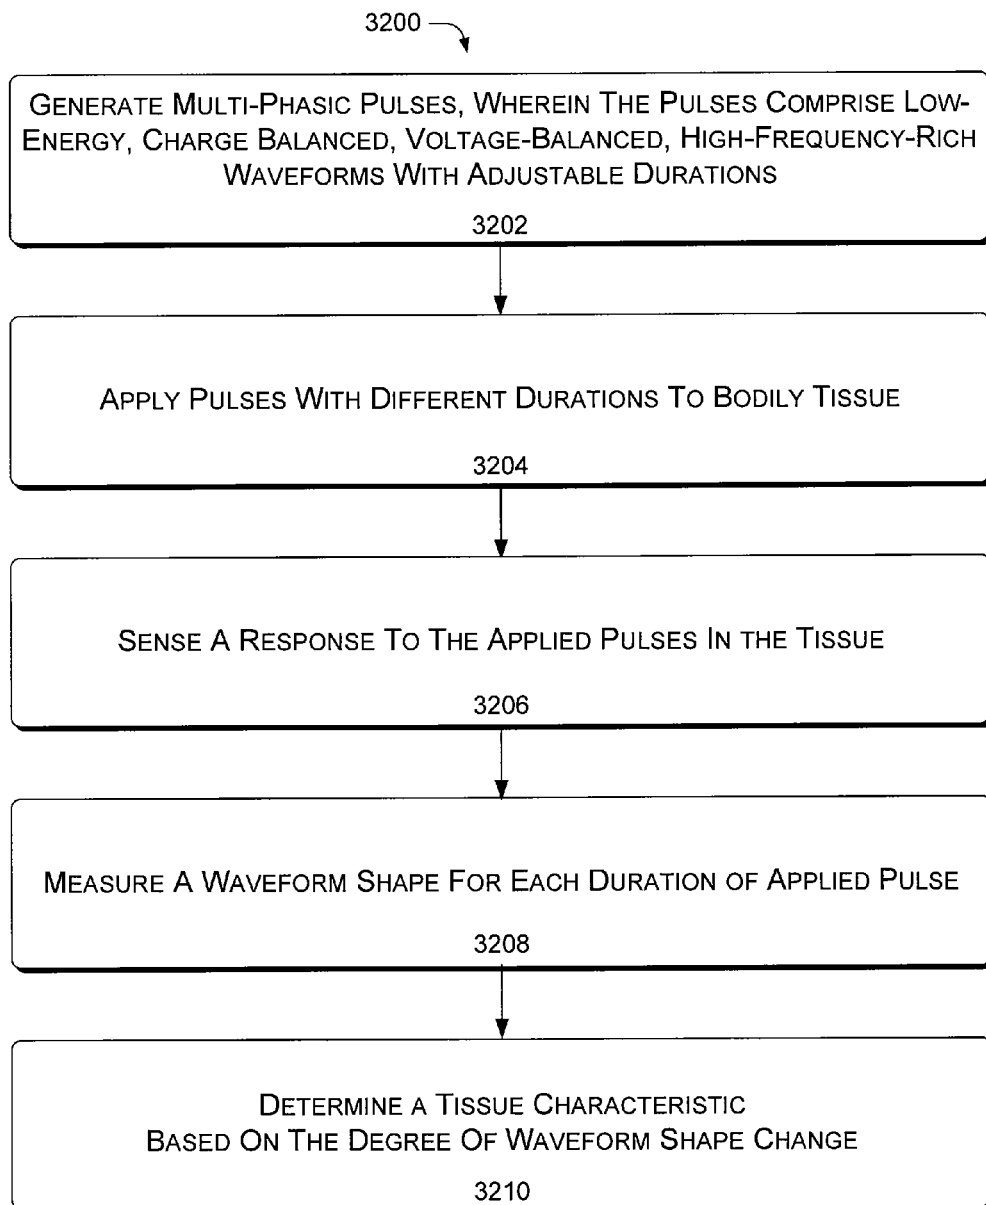 3200
GENERATE MULTI-PHASIC PULSES, WHEREIN THE PULSES COMPRISE LOW-
ENERGY, CHARGE BALANCED, VOLTAGE-BALANCED, HIGH-FREQUENCY-RICH
WAVEFORMS WITH ADJUSTABLE DURATIONS
3202
APPLY PULSES WITH DIFFERENT DURATIONS TO BODILY TISSUE
3204
SENSE A RESPONSE TO THE APPLIED PULSES IN THE TISSUE
3206
MEASURE A WAVEFORM SHAPE FOR EACH DURATION OF APPLIED PULSE
3208
DETERMINE A TISSUE CHARACTERISTIC
BASED ON THE DEGREE OF WAVEFORM SHAPE CHANGE
3210